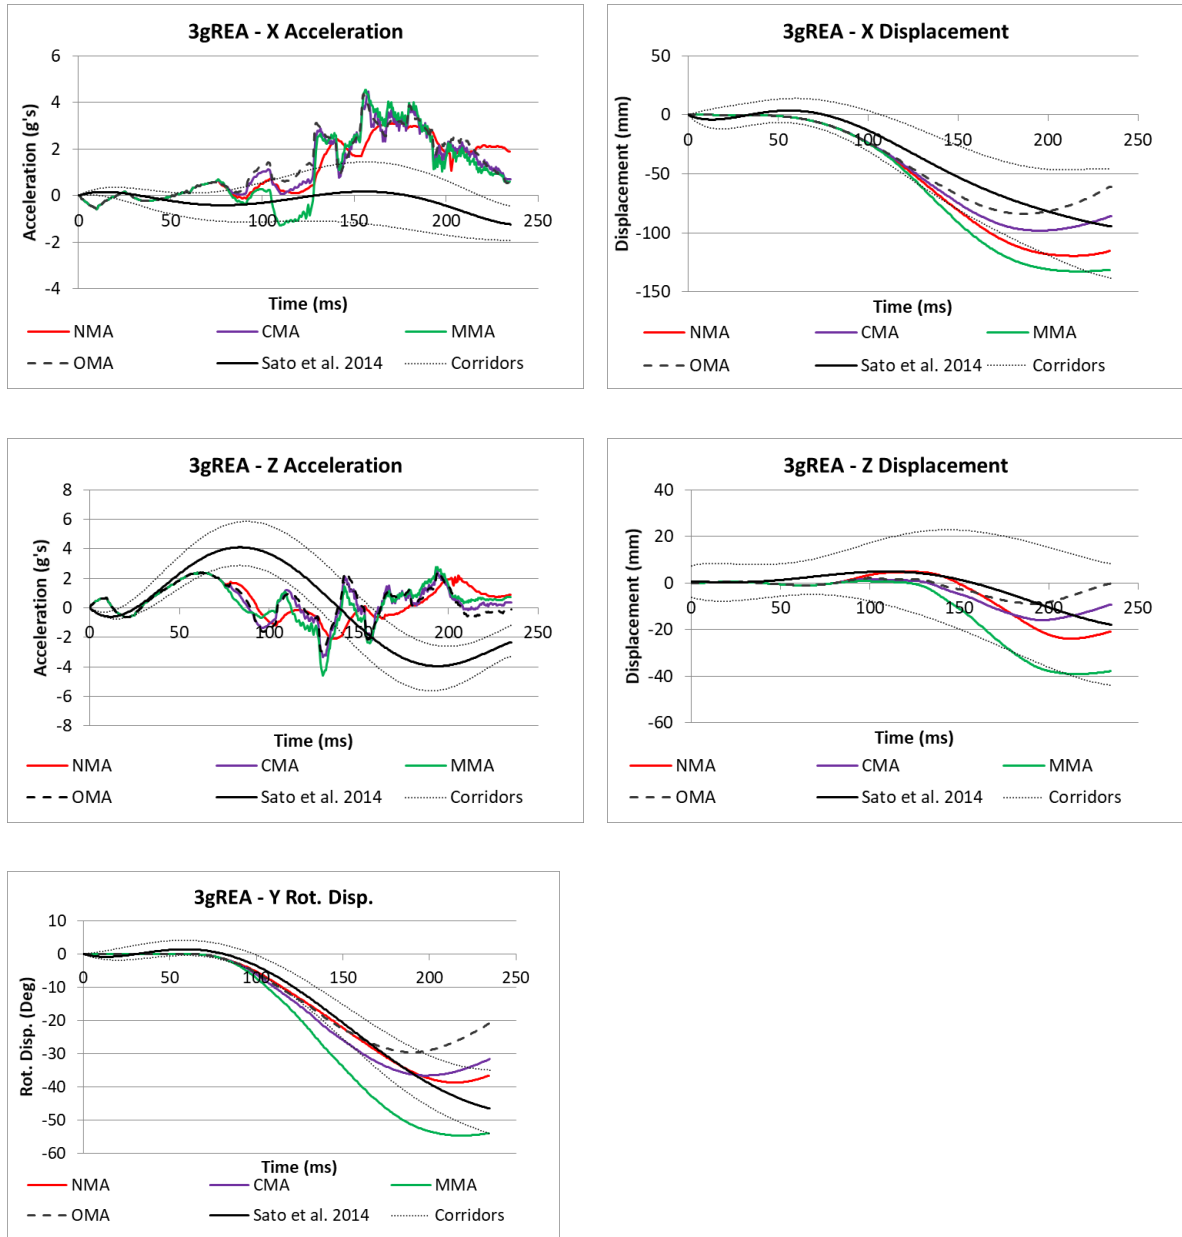 3gREA - X Acceleration
6
4
2
0
-2
-4
0 50 100 150 200 250
Acceleration (g's)
Time (ms)
NMA CMA MMA
OMA Sato et al. 2014 Corridors
3gREA - X Displacement
50
0
-50
-100
-150
0 50 100 150 200 250
Displacement (mm)
Time (ms)
NMA CMA MMA
OMA Sato et al. 2014 Corridors
3gREA - Z Acceleration
8
6
4
2
0
-2
-4
-6
-8
0 50 100 150 200 250
Acceleration (g's)
Time (ms)
NMA CMA MMA
OMA Sato et al. 2014 Corridors
3gREA - Z Displacement
40
20
0
-20
-40
-60
0 50 100 150 200 250
Displacement (mm)
Time (ms)
NMA CMA MMA
OMA Sato et al. 2014 Corridors
3gREA - Y Rot. Disp.
10
0
-10
-20
-30
-40
-50
-60
0 50 100 150 200 250
Rot. Disp. (Deg)
Time (ms)
NMA CMA MMA
OMA Sato et al. 2014 Corridors